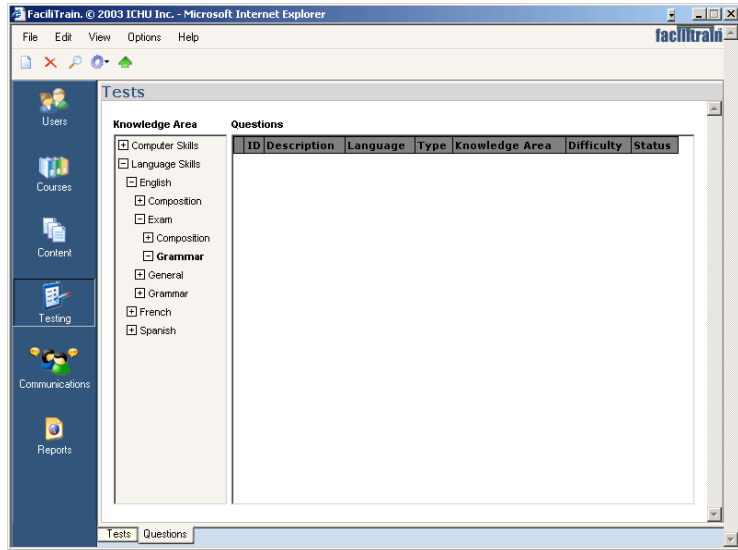 FaciliTrain. © 2003 ICHU Inc. - Microsoft Internet Explorer
File Edit View Options Help
facilitrain
Tests
Users
Courses
Content
Testing
Communications
Reports
Knowledge Area
Computer Skills
Language Skills
English
Composition
Exam
Composition
Grammar
General
Grammar
French
Spanish
Questions
ID Description Language Type Knowledge Area Difficulty Status
Tests Questions